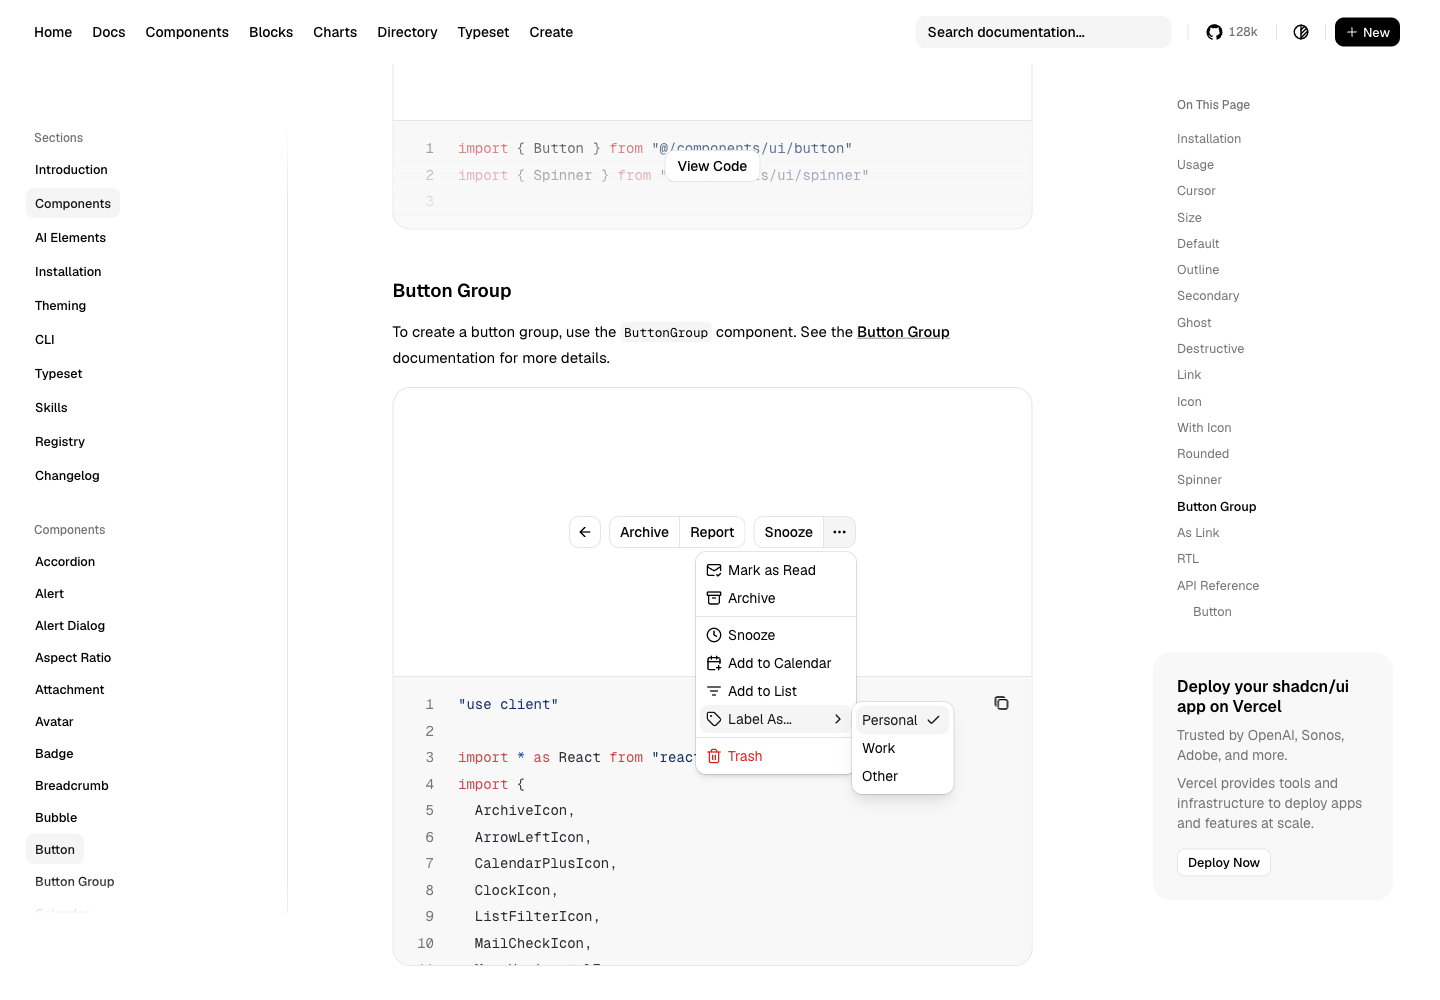 Home Docs Components Blocks Charts Directory Typeset Create
Search documentation...
128k
New
Sections
Introduction
Components
AI Elements
Installation
Theming
CLI
Typeset
Skills
Registry
Changelog
Components
Accordion
Alert
Alert Dialog
Aspect Ratio
Attachment
Avatar
Badge
Breadcrumb
Bubble
Button
Button Group
1 import { Button } from "@/components/ui/button"
View Code
2 import { Spinner } from "
s/ui/spinner"
3
Button Group
To create a button group, use the ButtonGroup component. See the Button Group
documentation for more details.
Archive Report Snooze
Mark as Read
Archive
Snooze
Add to Calendar
Add to List
Label As...
Trash
Personal
Work
Other
1 "use client"
2
3 import * as React from "react
4 import {
5 ArchiveIcon,
6 ArrowLeftIcon,
7 CalendarPlusIcon,
8 ClockIcon,
9 ListFilterIcon,
10 MailCheckIcon,
On This Page
Installation
Usage
Cursor
Size
Default
Outline
Secondary
Ghost
Destructive
Link
Icon
With Icon
Rounded
Spinner
Button Group
As Link
RTL
API Reference
Button
Deploy your shadcn/ui
app on Vercel
Trusted by OpenAI, Sonos,
Adobe, and more.
Vercel provides tools and
infrastructure to deploy apps
and features at scale.
Deploy Now